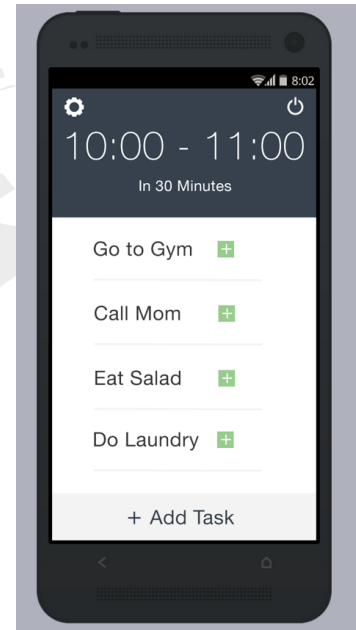 8:02
10:00 - 11:00
In 30 Minutes
Go to Gym +
Call Mom +
Eat Salad +
Do Laundry +
+ Add Task